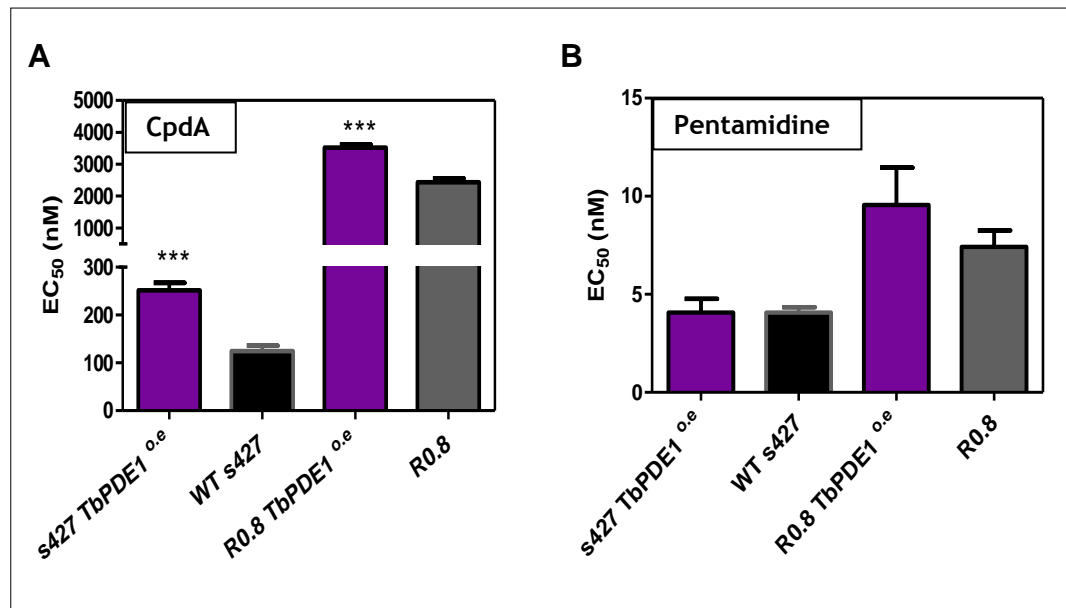 A
CpdA
EC50 (nM)
5000
4000
3000
2000
1000
300
200
100
0
***
***
s427 TbPDE1 o.e
WT s427
R0.8 TbPDE1 o.e
R0.8
B
Pentamidine
EC50 (nM)
15
10
5
0
s427 TbPDE1 o.e
WT s427
R0.8 TbPDE1 o.e
R0.8